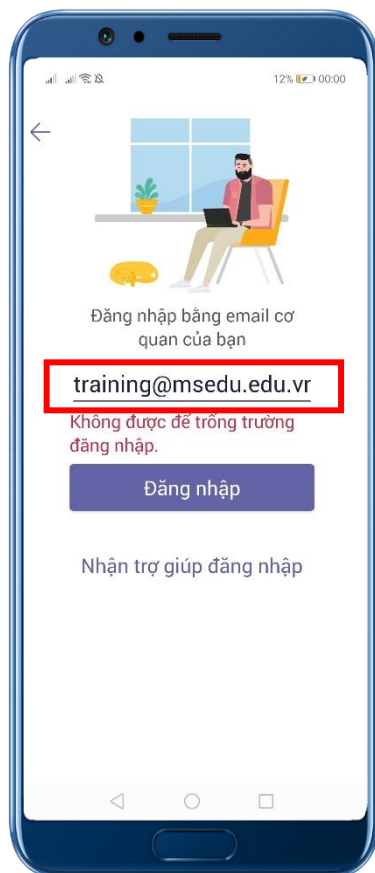 12% 00:00
Đăng nhập bằng email cơ
quan của bạn
training@msedu.edu.vr
Không được để trống trường
đăng nhập.
Đăng nhập
Nhận trợ giúp đăng nhập